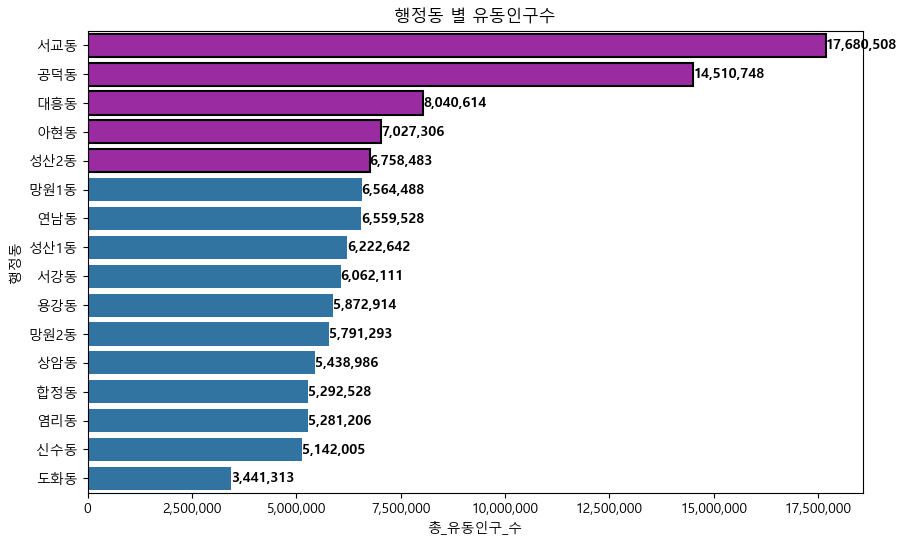 행정동 별 유동인구수
서교동 17,680,508
공덕동 14,510,748
대흥동 8,040,614
아현동 7,027,306
성산2동 6,758,483
망원1동 6,564,488
연남동 6,559,528
성산1동 6,222,642
서강동 6,062,111
용강동 5,872,914
망원2동 5,791,293
상암동 5,438,986
합정동 5,292,528
염리동 5,281,206
신수동 5,142,005
도화동 3,441,313
행정동
0 2,500,000 5,000,000 7,500,000 10,000,000 12,500,000 15,000,000 17,500,000
총_유동인구_수